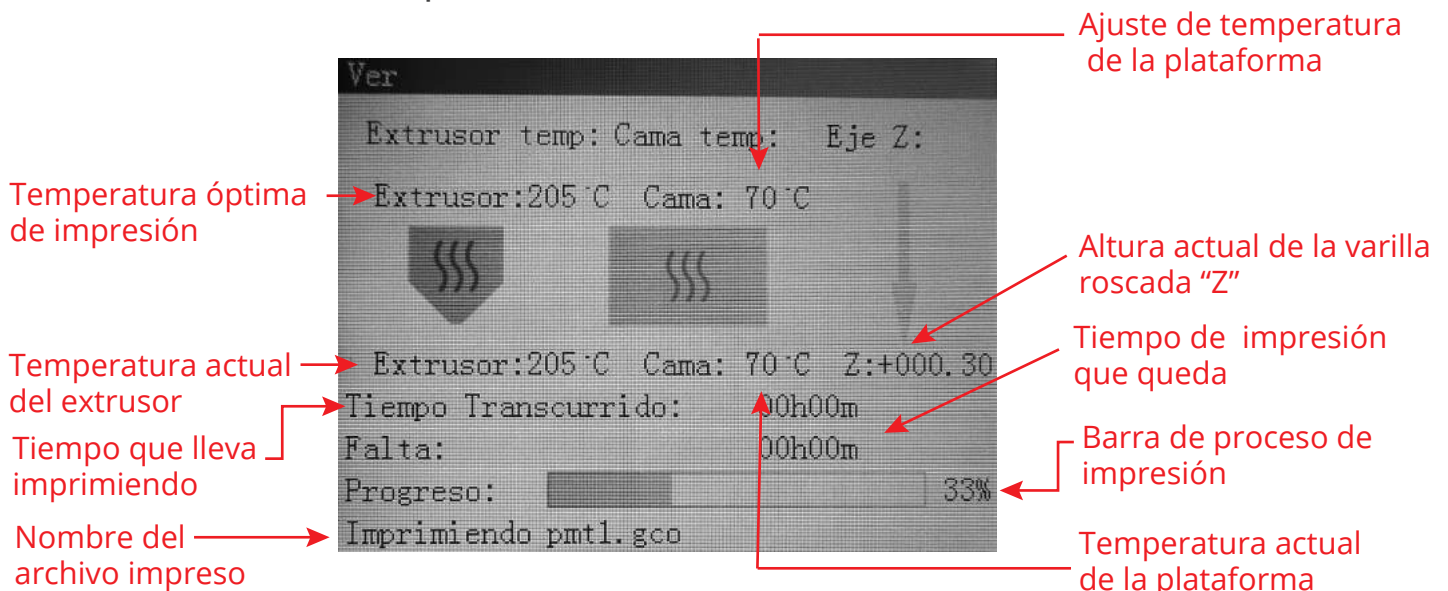 Ajuste de temperatura
de la plataforma
Ver
Extrusor temp: Cama temp: Eje Z:
Temperatura óptima
de impresión
Extrusor:205°C Cama: 70°C
Altura actual de la varilla
roscada “Z”
Temperatura actual
del extrusor
Extrusor:205°C Cama: 70°C Z:+000.30
Tiempo de impresión
que queda
Tiempo que lleva
imprimiendo
Tiempo Transcurrido: 00h00m
Falta: 00h00m
Barra de proceso de
impresión
Progreso: 33%
Nombre del
archivo impreso
Imprimiendo pmt1.gco
Temperatura actual
de la plataforma